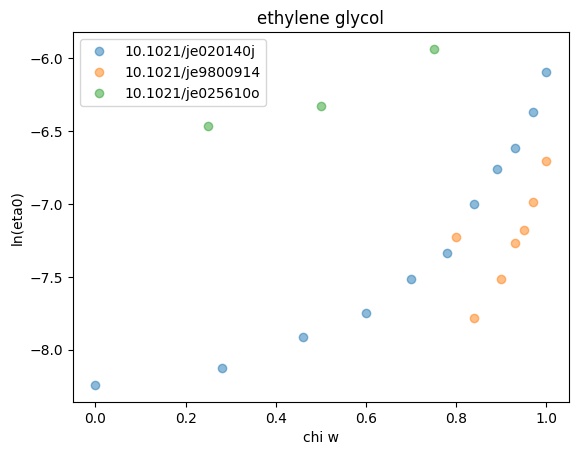 ethylene glycol
10.1021/je020140j
10.1021/je9800914
10.1021/je025610o
ln(eta0)
−6.0
−6.5
−7.0
−7.5
−8.0
0.0 0.2 0.4 0.6 0.8 1.0
chi w